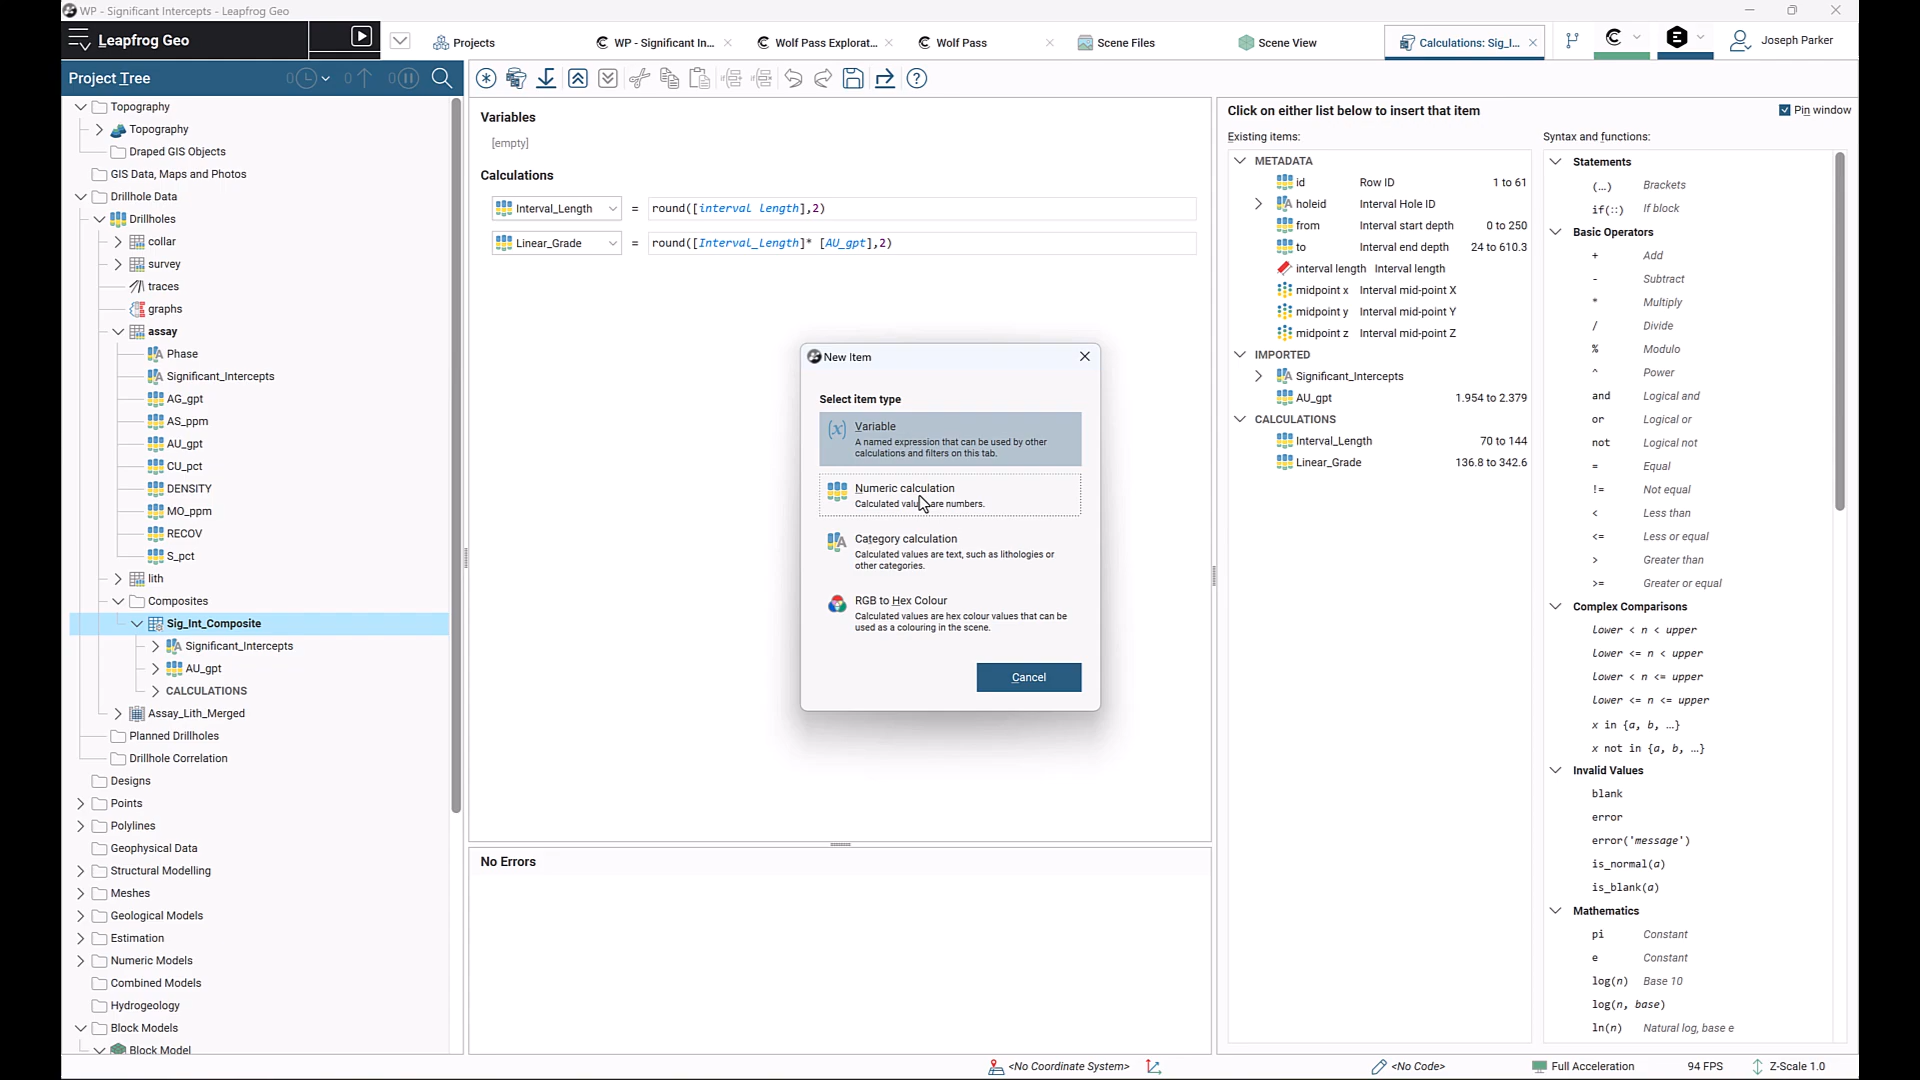 WP - Significant Intercepts - Leapfrog Geo
Leapfrog Geo
Projects
WP - Significant In...
Wolf Pass Explorat...
Wolf Pass
Scene Files
Scene View
Calculations: Sig_I...
Joseph Parker
Project Tree
0
0
0
Topography
Topography
Draped GIS Objects
GIS Data, Maps and Photos
Drillhole Data
Drillholes
collar
survey
traces
graphs
assay
Phase
Significant_Intercepts
AG_gpt
AS_ppm
AU_gpt
CU_pct
DENSITY
MO_ppm
RECOV
S_pct
lith
Composites
Sig_Int_Composite
Significant_Intercepts
AU_gpt
CALCULATIONS
Assay_Lith_Merged
Planned Drillholes
Drillhole Correlation
Designs
Points
Polylines
Geophysical Data
Structural Modelling
Meshes
Geological Models
Estimation
Numeric Models
Combined Models
Hydrogeology
Block Models
Block Model
Variables
[empty]
Calculations
Interval_Length = round([interval length],2)
Linear_Grade = round([Interval_Length]* [AU_gpt],2)
New Item
Select item type
Variable
A named expression that can be used by other
calculations and filters on this tab.
Numeric calculation
Calculated values are numbers.
Category calculation
Calculated values are text, such as lithologies or
other categories.
RGB to Hex Colour
Calculated values are hex colour values that can be
used as a colouring in the scene.
Cancel
No Errors
Click on either list below to insert that item
Pin window
Existing items:
METADATA
id Row ID 1 to 61
holeid Interval Hole ID
from Interval start depth 0 to 250
to Interval end depth 24 to 610.3
interval length Interval length
midpoint x Interval mid-point X
midpoint y Interval mid-point Y
midpoint z Interval mid-point Z
IMPORTED
Significant_Intercepts
AU_gpt 1.954 to 2.379
CALCULATIONS
Interval_Length 70 to 144
Linear_Grade 136.8 to 342.6
Syntax and functions:
Statements
(...) Brackets
if(::) If block
Basic Operators
+ Add
- Subtract
* Multiply
/ Divide
% Modulo
^ Power
and Logical and
or Logical or
not Logical not
= Equal
!= Not equal
< Less than
<= Less or equal
> Greater than
>= Greater or equal
Complex Comparisons
lower < n < upper
lower <= n < upper
lower < n <= upper
lower <= n <= upper
x in {a, b, …}
x not in {a, b, …}
Invalid Values
blank
error
error('message')
is_normal(a)
is_blank(a)
Mathematics
pi Constant
e Constant
log(n) Base 10
log(n, base)
ln(n) Natural log, base e
<No Coordinate System>
<No Code>
Full Acceleration
94 FPS
Z-Scale 1.0